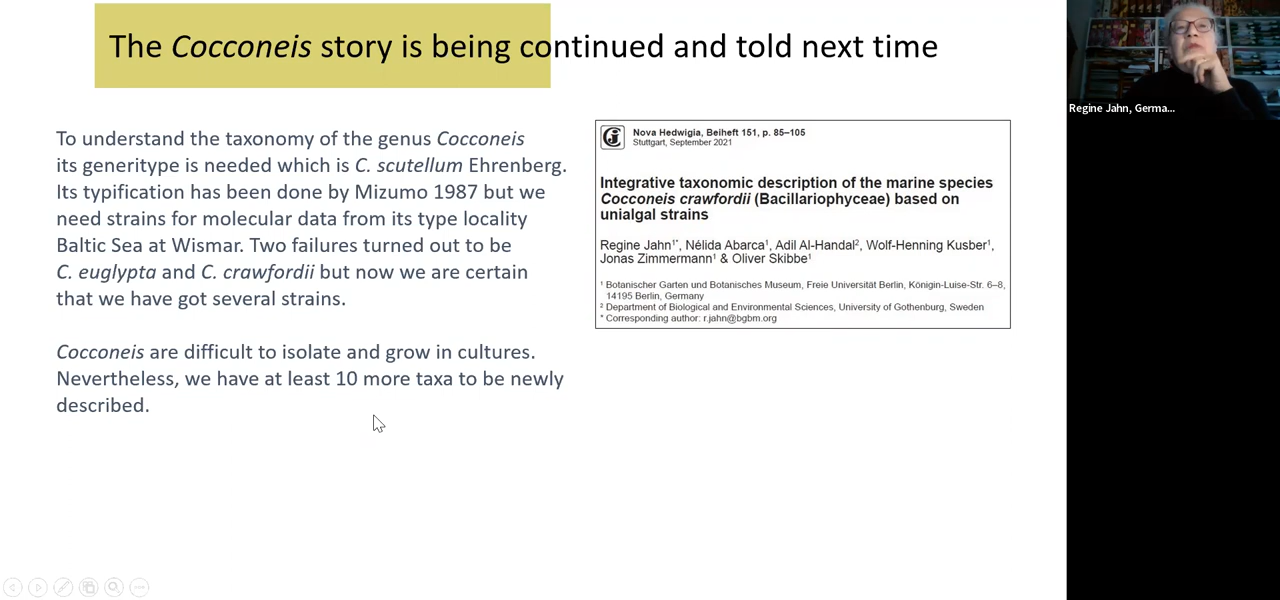 The Cocconeis story is being continued and told next time
To understand the taxonomy of the genus Cocconeis
its generitype is needed which is C. scutellum Ehrenberg.
Its typification has been done by Mizumo 1987 but we
need strains for molecular data from its type locality
Baltic Sea at Wismar. Two failures turned out to be
C. euglypta and C. crawfordii but now we are certain
that we have got several strains.
Cocconeis are difficult to isolate and grow in cultures.
Nevertheless, we have at least 10 more taxa to be newly
described.
Nova Hedwigia, Beiheft 151, p. 85–105
Stuttgart, September 2021
Integrative taxonomic description of the marine species
Cocconeis crawfordii (Bacillariophyceae) based on
unialgal strains
Regine Jahn¹*, Nélida Abarca¹, Adil Al-Handal², Wolf-Henning Kusber¹,
Jonas Zimmermann¹ & Oliver Skibbe¹
¹ Botanischer Garten und Botanisches Museum, Freie Universität Berlin, Königin-Luise-Str. 6–8,
14195 Berlin, Germany
² Department of Biological and Environmental Sciences, University of Gothenburg, Sweden
* Corresponding author: r.jahn@bgbm.org
Regine Jahn, Germa...